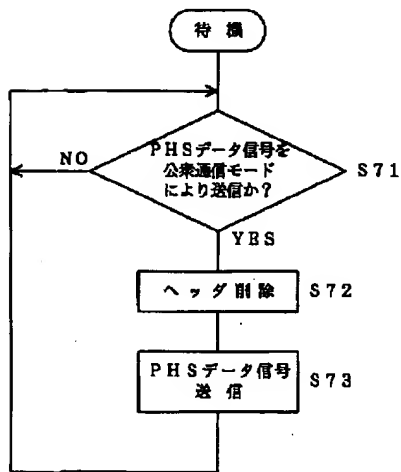 待 機
PHSデータ信号を
公衆通信モード
により送信か?
S71
NO
YES
ヘッダ削除
S72
PHSデータ信号
送 信
S73